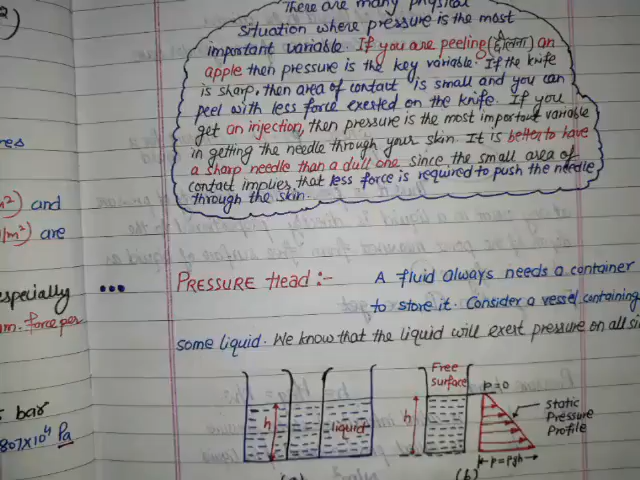 2)
There are many physical
situation where pressure is the most
important variable. If you are peeling (छीलना) an
apple then pressure is the key variable. If the knife
is sharp, then area of contact is small and you can
peel with less force exerted on the knife. If you
get an injection, then pressure is the most important variable
in getting the needle through your skin. It is better to have
a sharp needle than a dull one since the small area of
contact implies that less force is required to push the needle
through the skin.
res
m²) and
/m²) are
especially
m. force per
bar
807×10⁴ Pa
PRESSURE Head :- A fluid always needs a container
to store it. Consider a vessel containing
some liquid. We know that the liquid will exert pressure on all si
h
liquid
h
Free
surface
p=0
Static
Pressure
Profile
p=ρgh
(a)
(b)